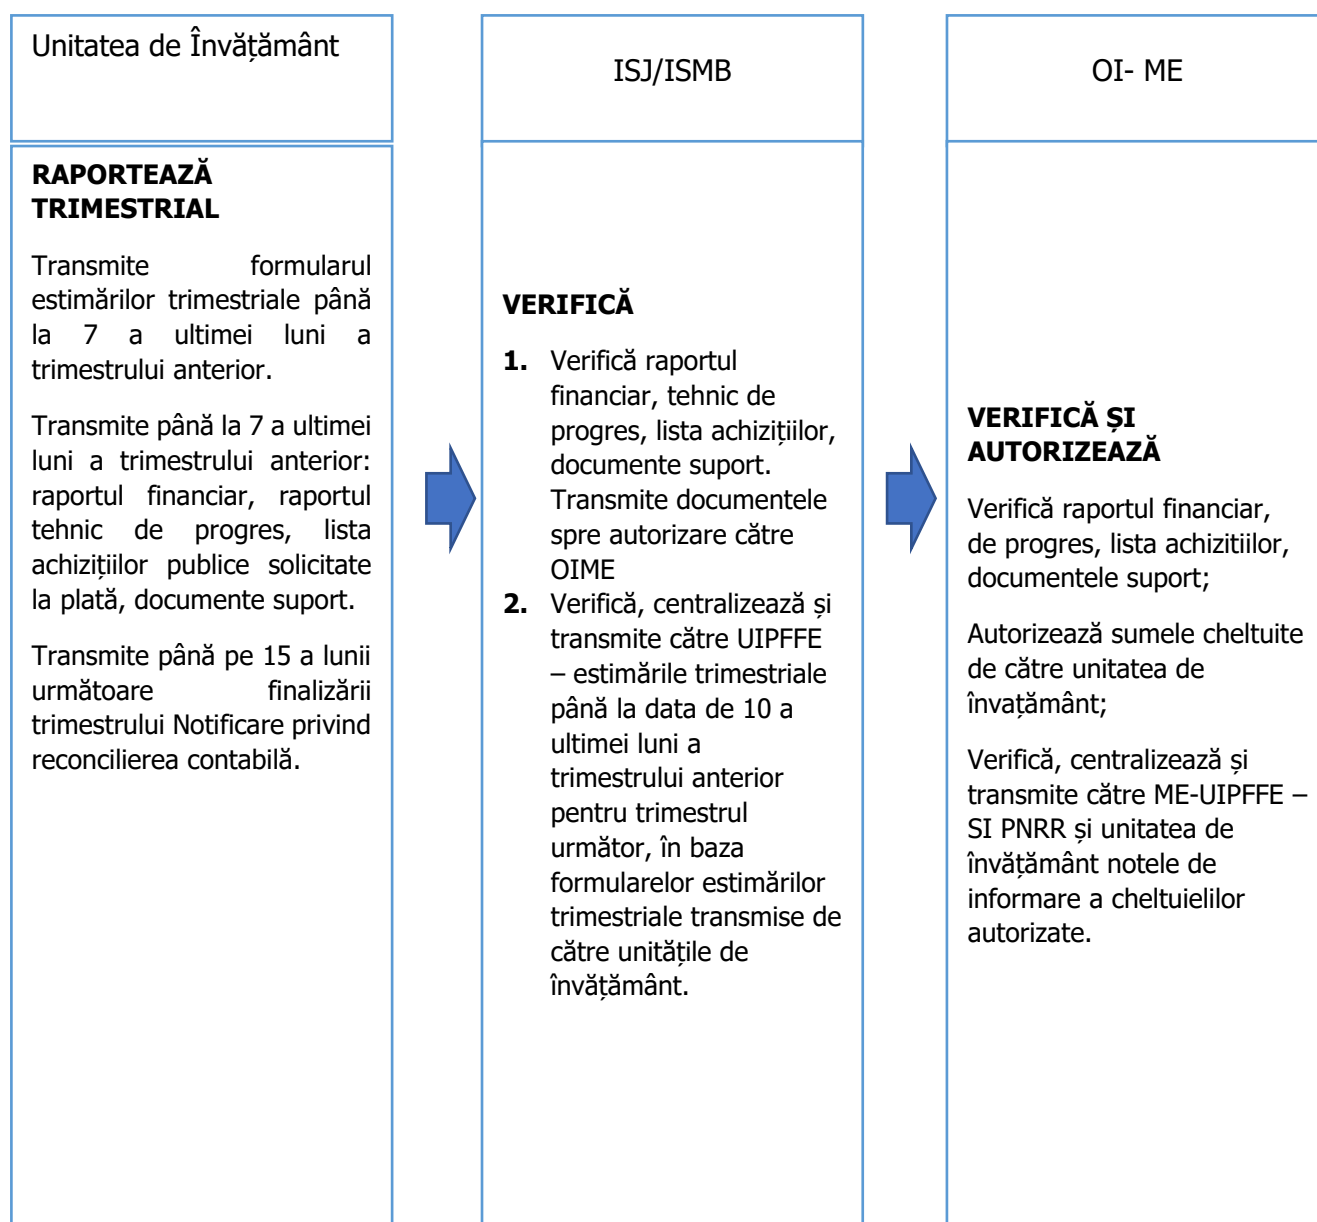 Unitatea de Învățământ
RAPORTEAZĂ
TRIMESTRIAL
Transmite formularul
estimărilor trimestriale până
la 7 a ultimei luni a
trimestrului anterior.
Transmite până la 7 a ultimei
luni a trimestrului anterior:
raportul financiar, raportul
tehnic de progres, lista
achizițiilor publice solicitate
la plată, documente suport.
Transmite până pe 15 a lunii
următoare finalizării
trimestrului Notificare privind
reconcilierea contabilă.
ISJ/ISMB
VERIFICĂ
1. Verifică raportul
financiar, tehnic de
progres, lista achizițiilor,
documente suport.
Transmite documentele
spre autorizare către
OIME
2. Verifică, centralizează și
transmite către UIPFFE
– estimările trimestriale
până la data de 10 a
ultimei luni a
trimestrului anterior
pentru trimestrul
următor, în baza
formularelor estimărilor
trimestriale transmise de
către unitățile de
învățământ.
OI- ME
VERIFICĂ ȘI
AUTORIZEAZĂ
Verifică raportul financiar,
de progres, lista achizitiilor,
documentele suport;
Autorizează sumele cheltuite
de către unitatea de
învațământ;
Verifică, centralizează și
transmite către ME-UIPFFE –
SI PNRR și unitatea de
învățământ notele de
informare a cheltuielilor
autorizate.